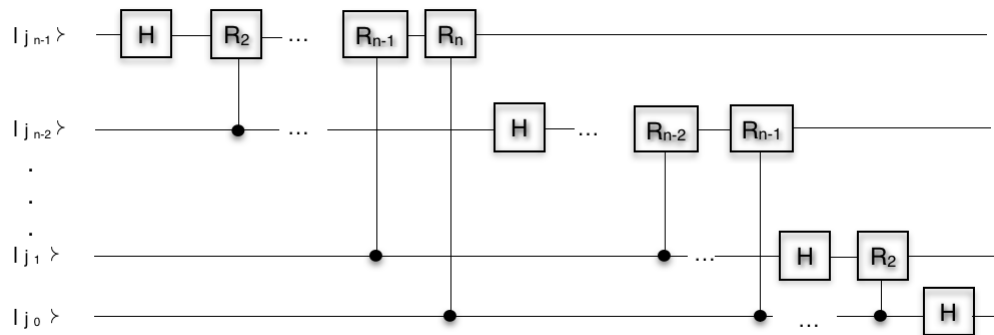 | j n-1 ≻ H R2 ... Rn-1 Rn
| j n-2 ≻ ... H ... Rn-2 Rn-1
.
.
.
| j 1 ≻ ... H R2
| j 0 ≻ ... H